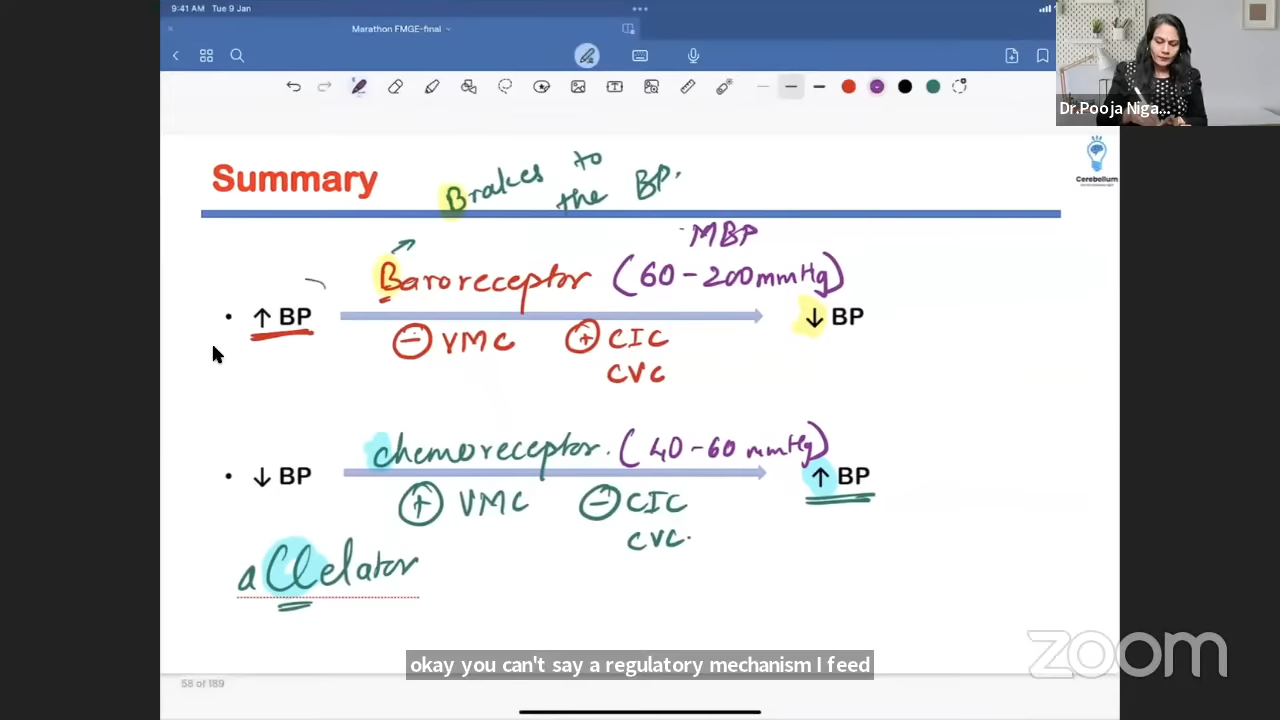 9:41 AM Tue 9 Jan
Marathon FMGE-final
Dr.Pooja Niga...
Summary
Brakes to the BP.
Cerebellum
MBP
Baroreceptor (60-200mmHg)
• ↑ BP
↓ BP
⊖ VMC ⊕ CIC
CVC
chemoreceptor. (40-60 mmHg)
• ↓ BP
↑ BP
⊕ VMC ⊖ CIC
CVC.
aCClelator
okay you can't say a regulatory mechanism I feed
zoom
58 of 189